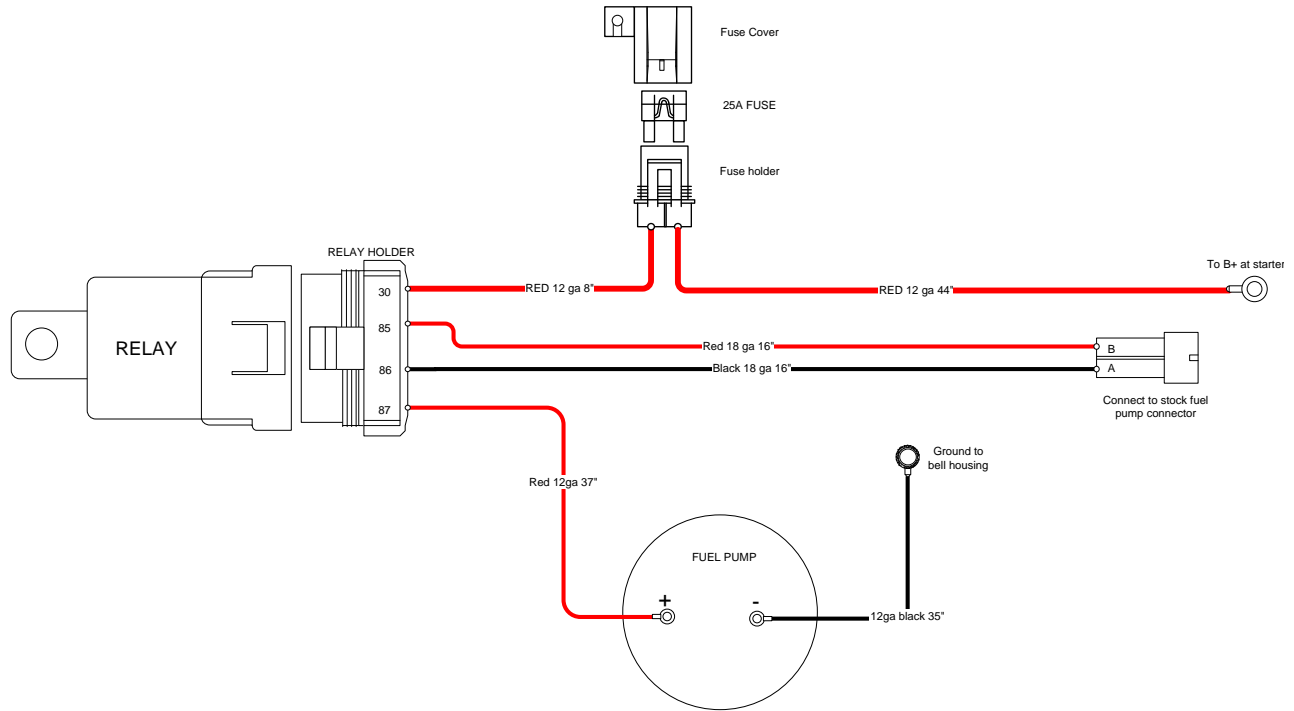 Fuse Cover
25A FUSE
Fuse holder
RELAY HOLDER
To B+ at starter
30
RED 12 ga 8"
RED 12 ga 44"
85
RELAY
Red 18 ga 16"
B
86
Black 18 ga 16"
A
87
Connect to stock fuel
pump connector
Ground to
bell housing
Red 12ga 37"
FUEL PUMP
+
-
12ga black 35"